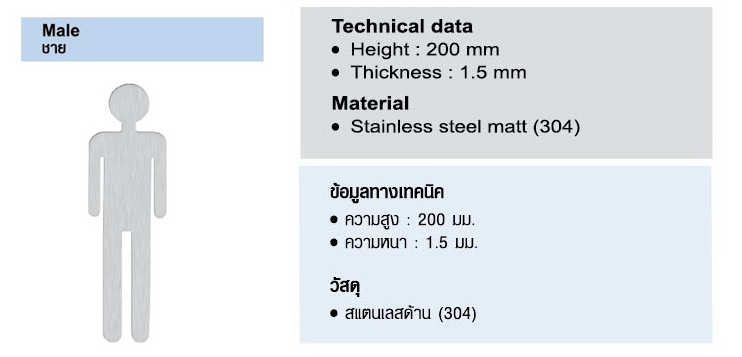 Male
ชาย
Technical data
• Height : 200 mm
• Thickness : 1.5 mm
Material
• Stainless steel matt (304)
ข้อมูลทางเทคนิค
• ความสูง : 200 มม.
• ความหนา : 1.5 มม.
วัสดุ
• สแตนเลสด้าน (304)